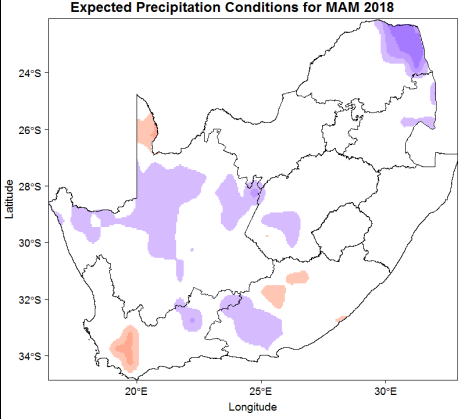 Expected Precipitation Conditions for MAM 2018
24°S
26°S
28°S
30°S
32°S
34°S
Latitude
20°E 25°E 30°E
Longitude